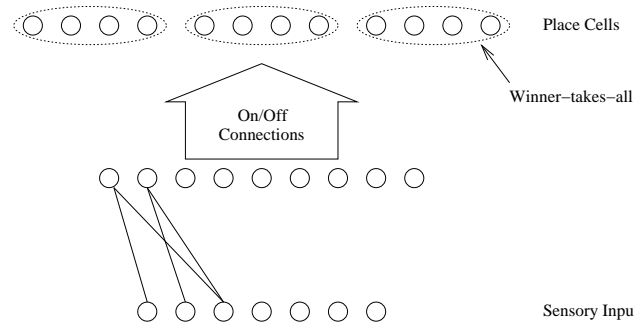 Place Cells
Winner−takes−all
On/Off
Connections
Sensory Inpu